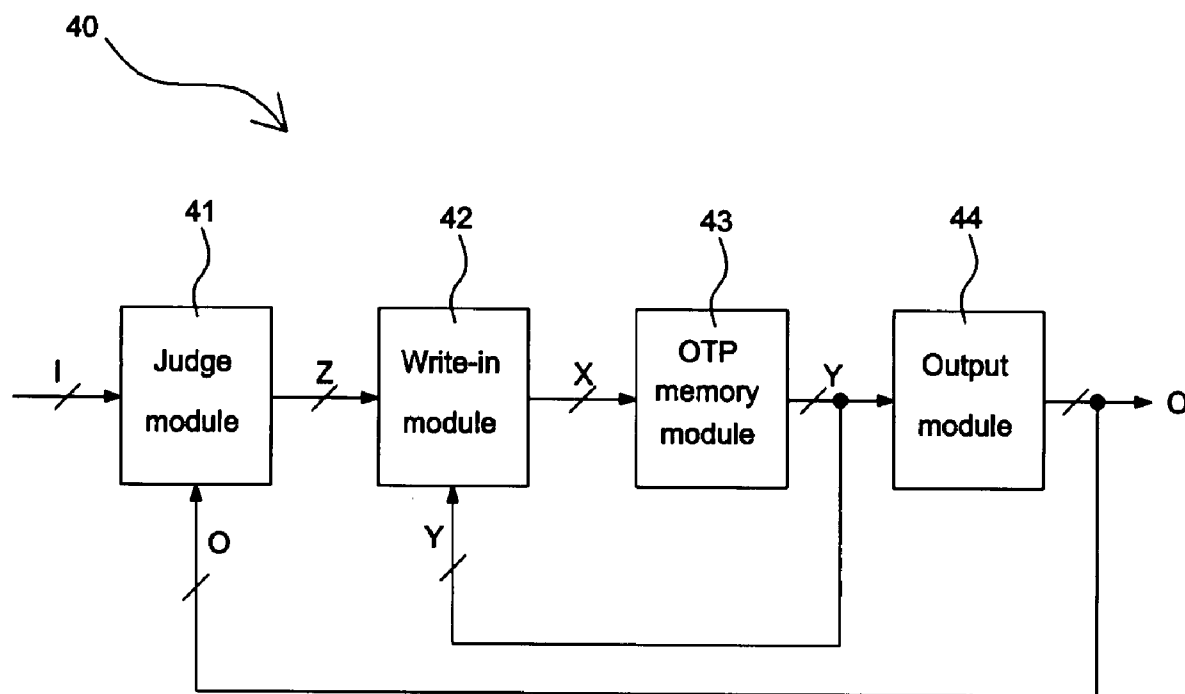 40
41
42
43
44
I
Judge
module
Z
Write-in
module
X
OTP
memory
module
Y
Output
module
O
O
Y